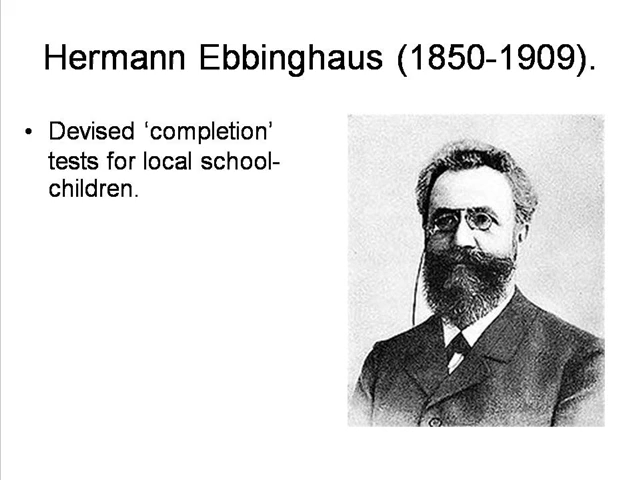 Hermann Ebbinghaus (1850-1909).
• Devised ‘completion’
tests for local school-
children.